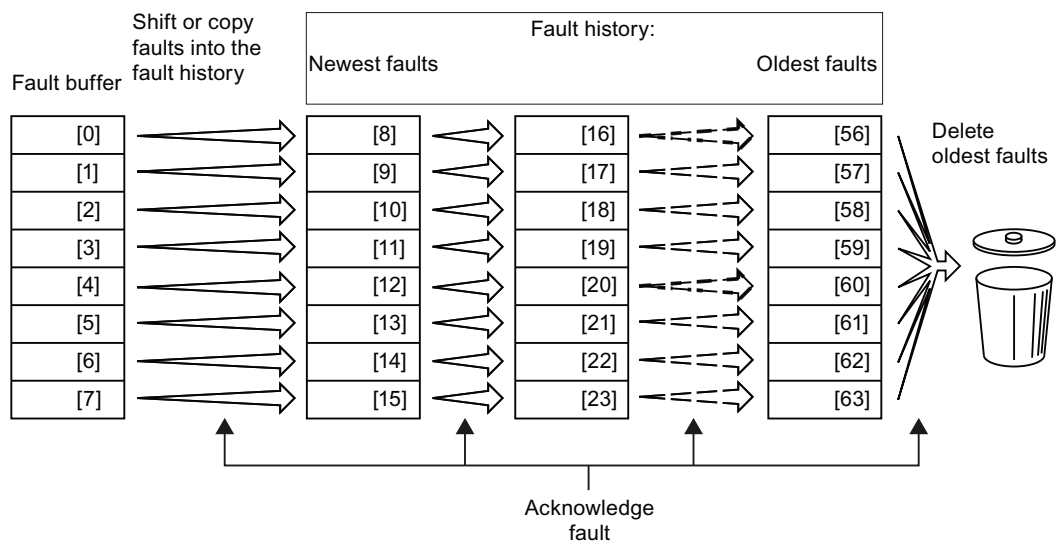 Shift or copy
faults into the
fault history
Fault history:
Newest faults
Oldest faults
Fault buffer
[0] [8] [16] [56]
[1] [9] [17] [57]
[2] [10] [18] [58]
[3] [11] [19] [59]
[4] [12] [20] [60]
[5] [13] [21] [61]
[6] [14] [22] [62]
[7] [15] [23] [63]
Delete
oldest faults
Acknowledge
fault